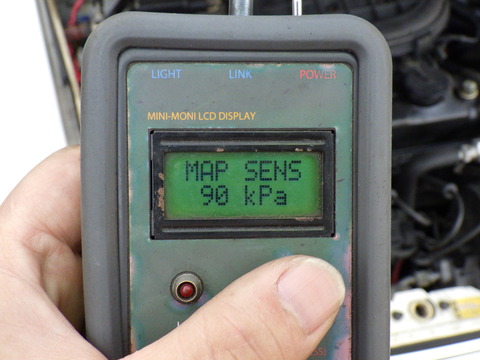 LIGHT LINK POWER
MINI-MONI LCD DISPLAY
MAP SENS
90 kPa